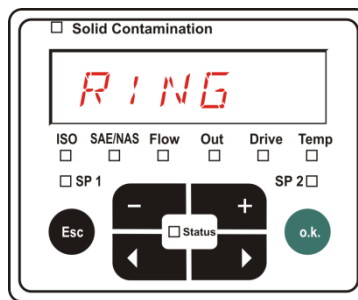 Solid Contamination
RING
ISO SAE/NAS Flow Out Drive Temp
SP 1 SP 2
- +
Esc Status o.k.